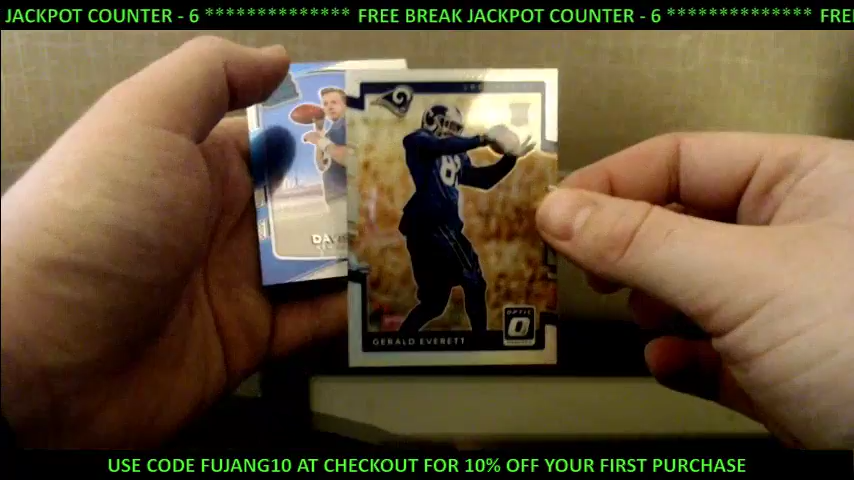 JACKPOT COUNTER - 6 ************** FREE BREAK JACKPOT COUNTER - 6 ************** FREE
OPTIC
GERALD EVERETT
USE CODE FUJANG10 AT CHECKOUT FOR 10% OFF YOUR FIRST PURCHASE